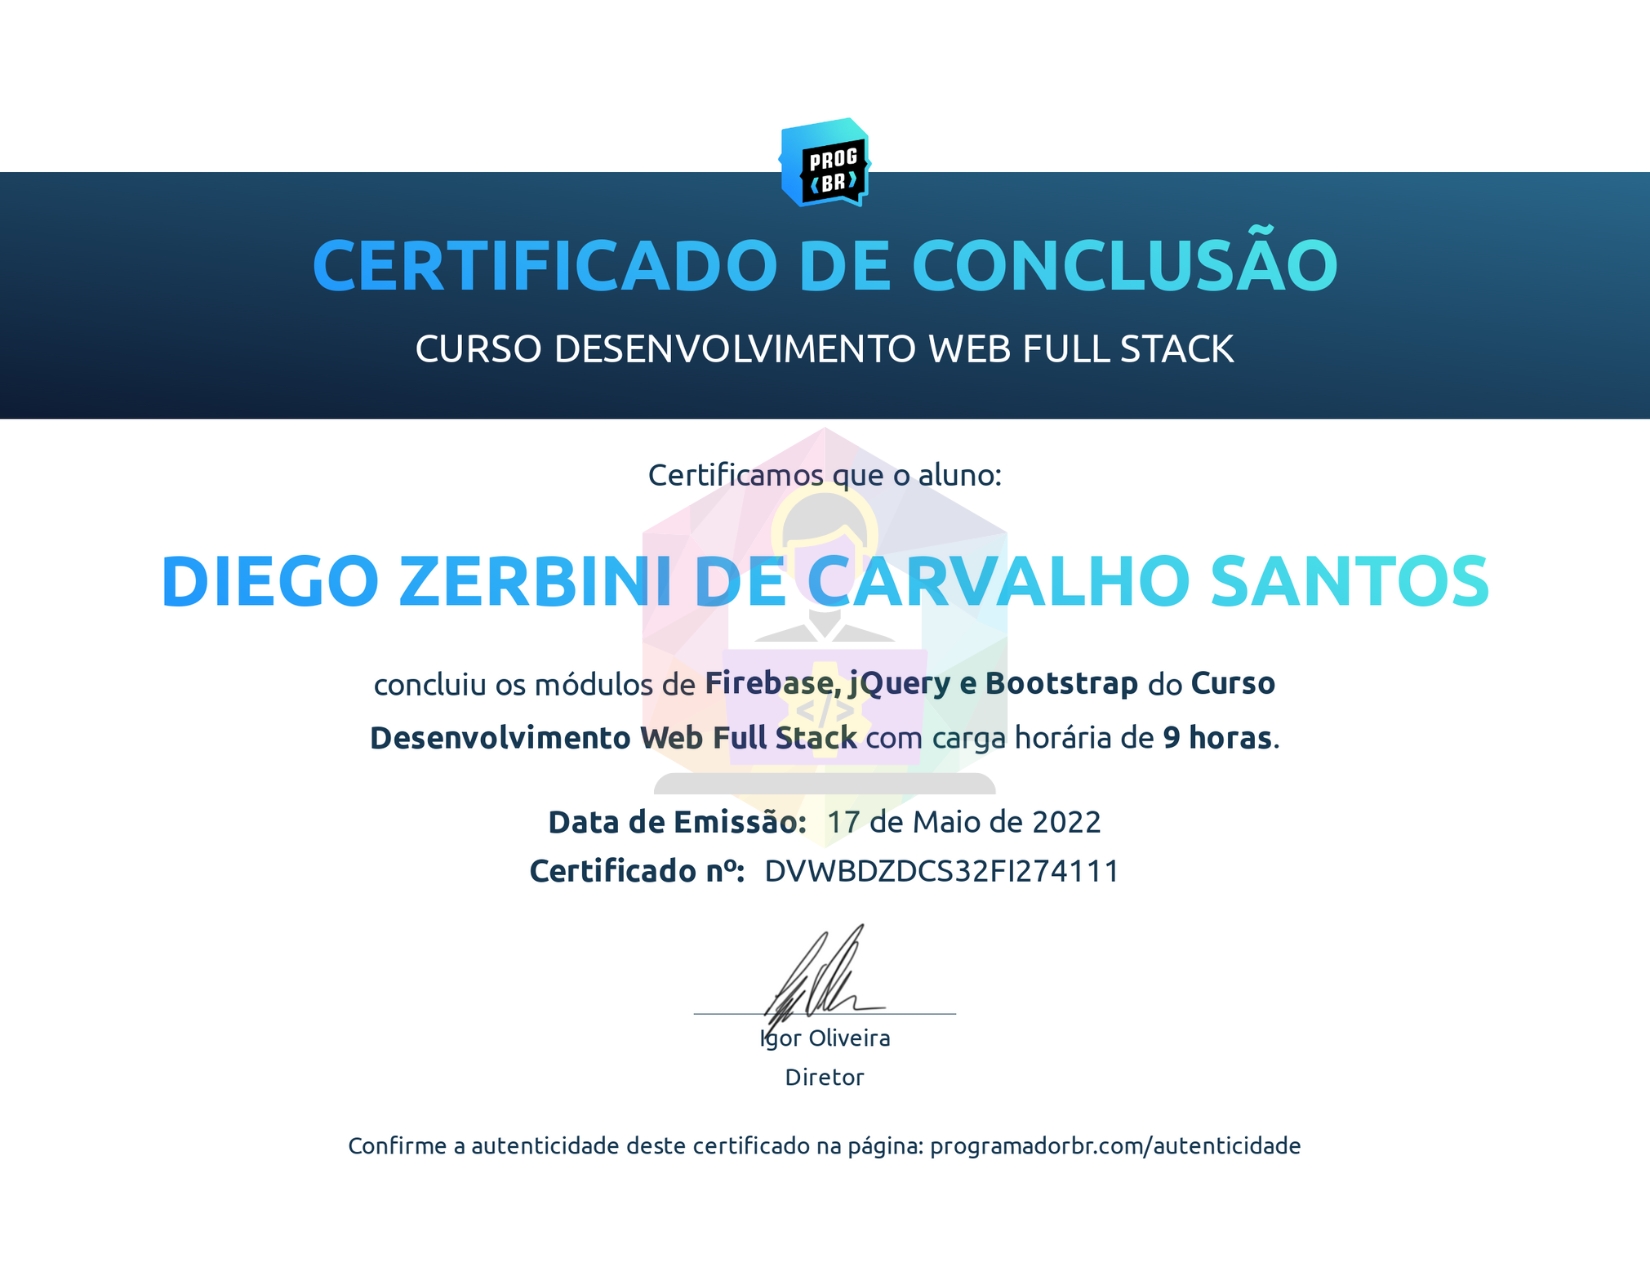 PROG
BR
CERTIFICADO DE CONCLUSÃO
CURSO DESENVOLVIMENTO WEB FULL STACK
Certificamos que o aluno:
DIEGO ZERBINI DE CARVALHO SANTOS
concluiu os módulos de Firebase, jQuery e Bootstrap do Curso
Desenvolvimento Web Full Stack com carga horária de 9 horas.
</>
Data de Emissão: 17 de Maio de 2022
Certificado nº: DVWBDZDCS32FI274111
Igor Oliveira
Diretor
Confirme a autenticidade deste certificado na página: programadorbr.com/autenticidade